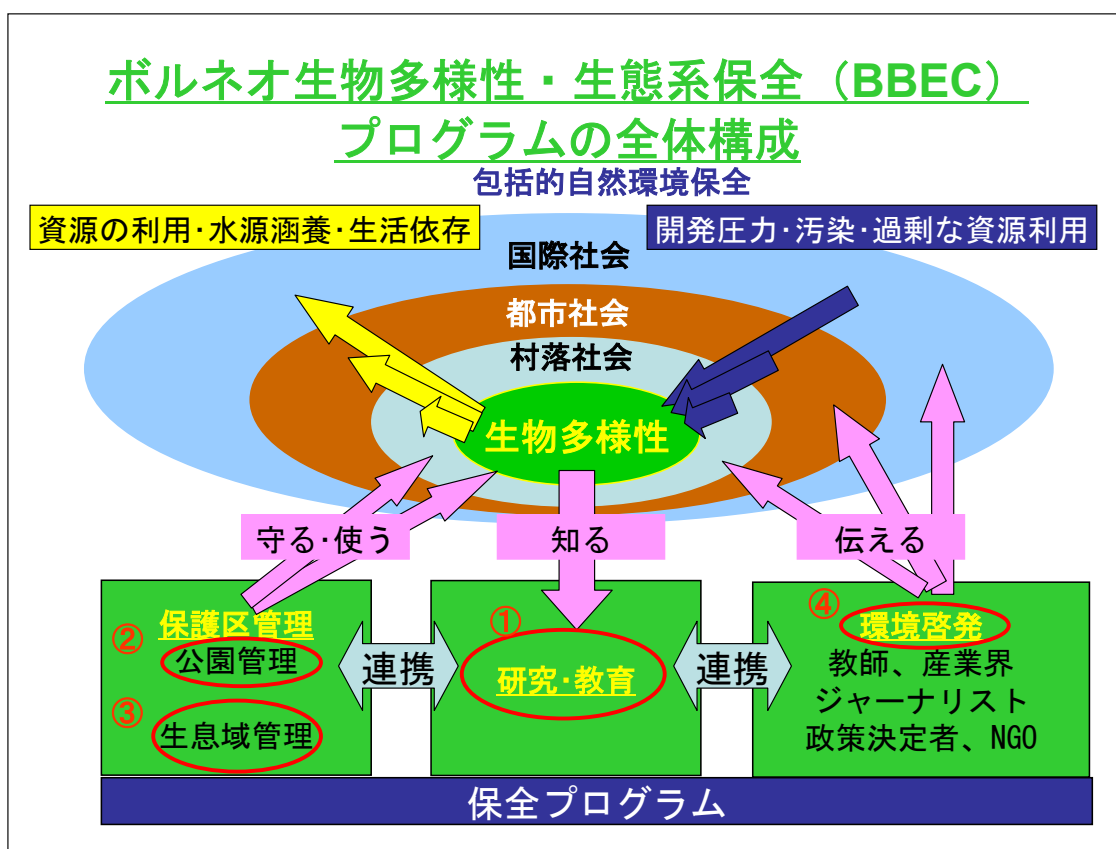 ボルネオ生物多様性・生態系保全（BBEC）
プログラムの全体構成
包括的自然環境保全
資源の利用･水源涵養･生活依存
開発圧力･汚染･過剰な資源利用
国際社会
都市社会
村落社会
生物多様性
守る･使う
知る
伝える
②
保護区管理
公園管理
③
生息域管理
連携
①
研究･教育
連携
④
環境啓発
教師、産業界
ジャーナリスト
政策決定者、NGO
保全プログラム